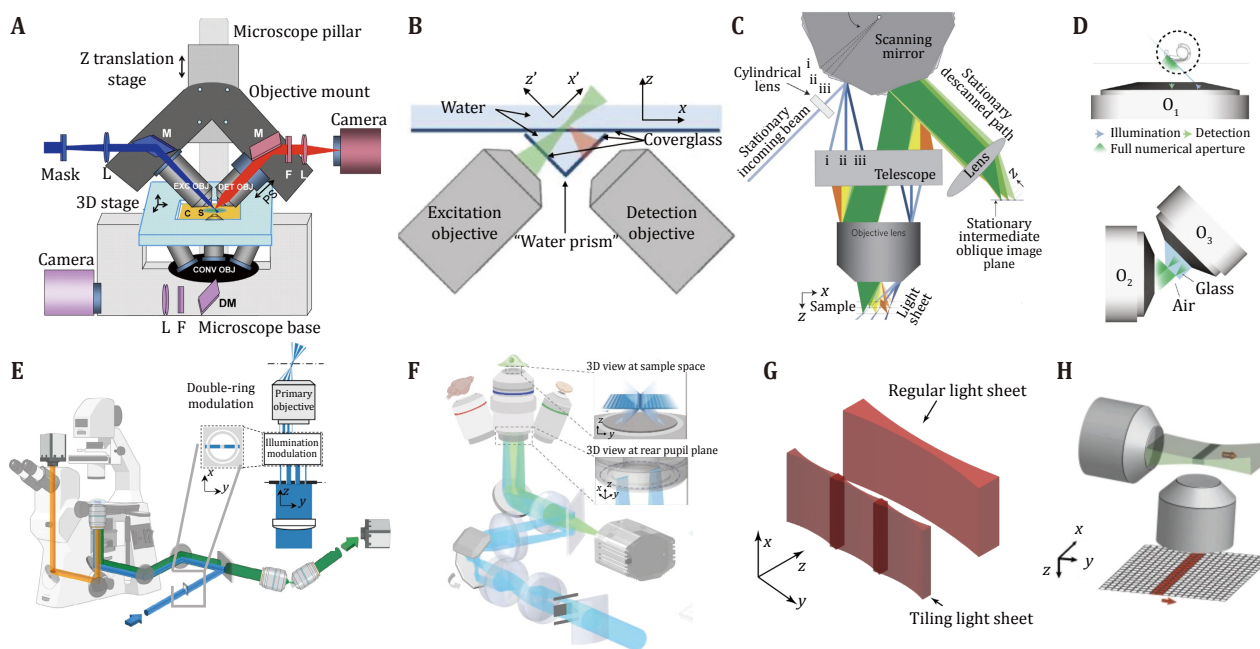 A
Microscope pillar
Z translation
stage
Objective mount
Camera
M
M
Mask
L
F
L
EXC OBJ
DET OBJ
PS
3D stage
C
S
Camera
CONV OBJ
DM
L
F
Microscope base
B
z’
x’
z
x
Water
Coverglass
Excitation
objective
Detection
objective
“Water prism”
C
Scanning
mirror
i
ii
iii
Cylindrical
lens
Stationary
incoming beam
Stationary
descanned path
i
ii
iii
Telescope
Lens
z
Stationary
intermediate
oblique image
plane
Objective lens
x
z
Sample
Light
sheet
D
O1
Illumination
Detection
Full numerical aperture
O3
O2
Glass
Air
E
Double-ring
modulation
Primary
objective
Illumination
modulation
x
y
z
y
F
3D view at sample space
z
y
3D view at rear pupil plane
x
z
y
G
Regular light sheet
x
z
y
Tiling light sheet
H
x
y
z